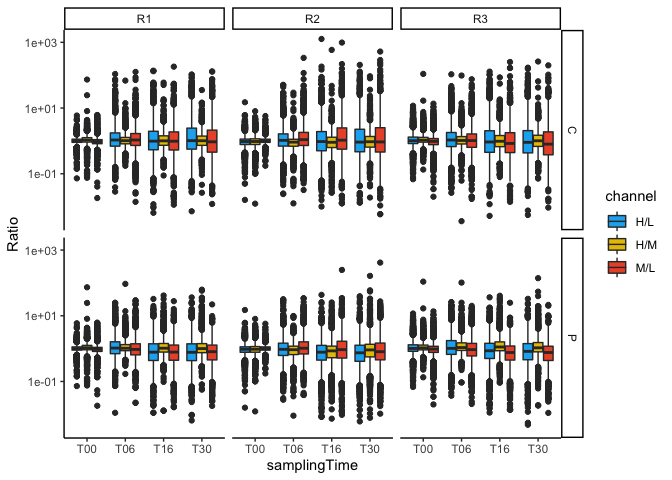 R1 R2 R3
1e+03
1e+01
1e-01
C
1e+03
1e+01
1e-01
P
Ratio
T00 T06 T16 T30 T00 T06 T16 T30 T00 T06 T16 T30
samplingTime
channel
H/L
H/M
M/L